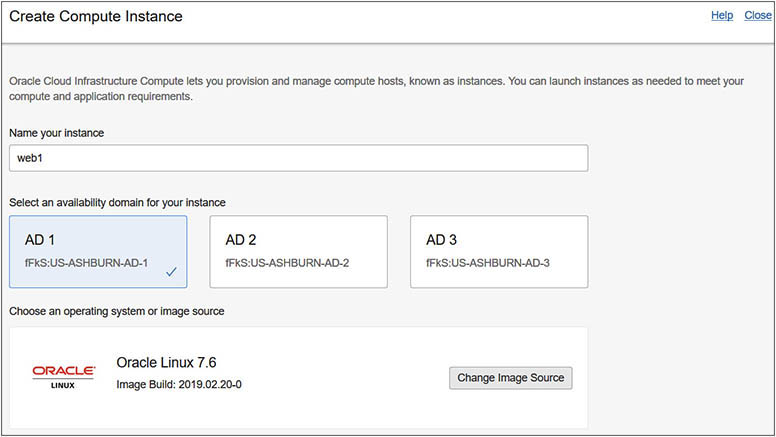 Create Compute Instance
Help Close
Oracle Cloud Infrastructure Compute lets you provision and manage compute hosts, known as instances. You can launch instances as needed to meet your
compute and application requirements.
Name your instance
web1
Select an availability domain for your instance
AD 1
fFkS:US-ASHBURN-AD-1
AD 2
fFkS:US-ASHBURN-AD-2
AD 3
fFkS:US-ASHBURN-AD-3
Choose an operating system or image source
ORACLE®
LINUX
Oracle Linux 7.6
Image Build: 2019.02.20-0
Change Image Source